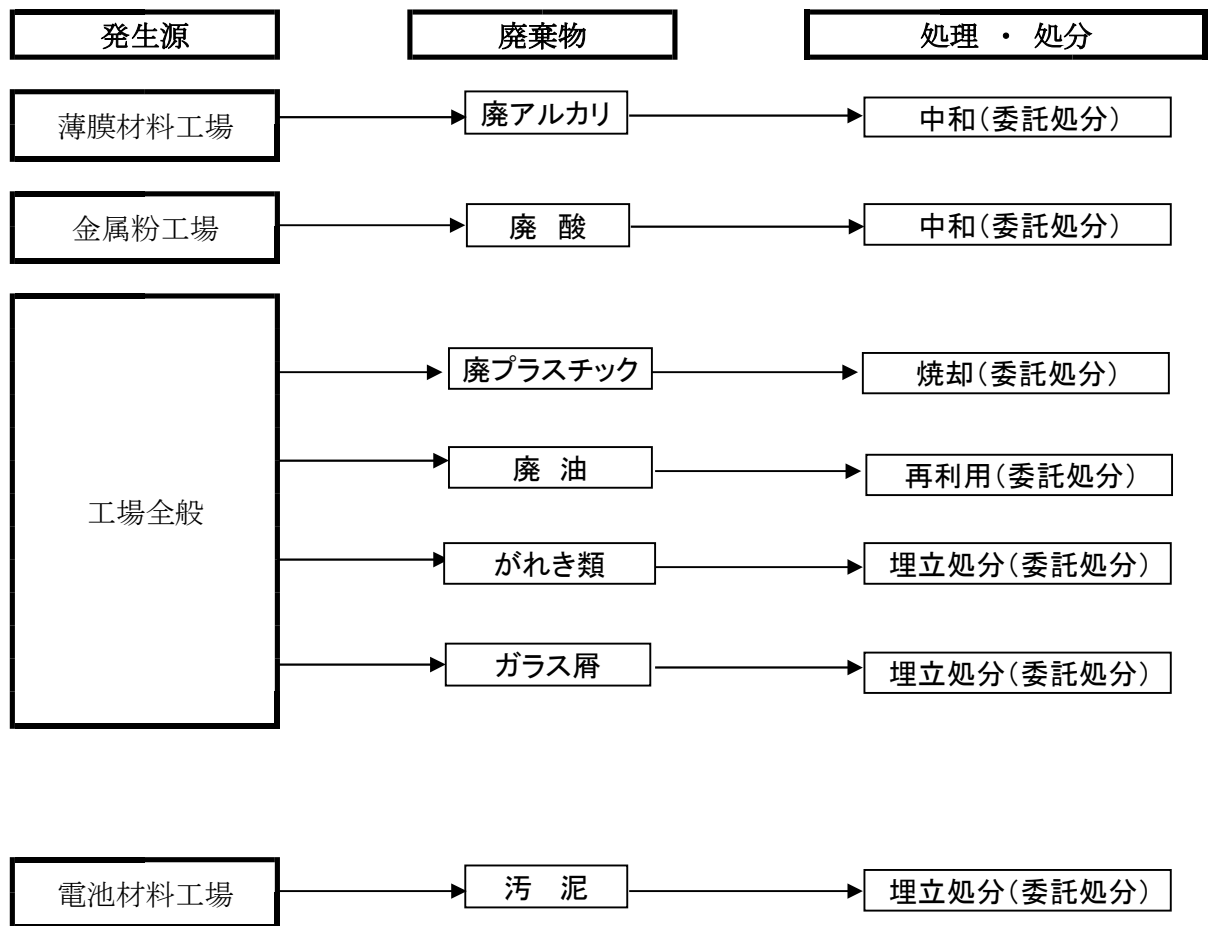 発生源 廃棄物 処理 ・ 処分
薄膜材料工場 廃アルカリ 中和(委託処分)
金属粉工場 廃 酸 中和(委託処分)
廃プラスチック 焼却(委託処分)
廃 油 再利用(委託処分)
工場全般
がれき類 埋立処分(委託処分)
ガラス屑 埋立処分(委託処分)
電池材料工場 汚 泥 埋立処分(委託処分)